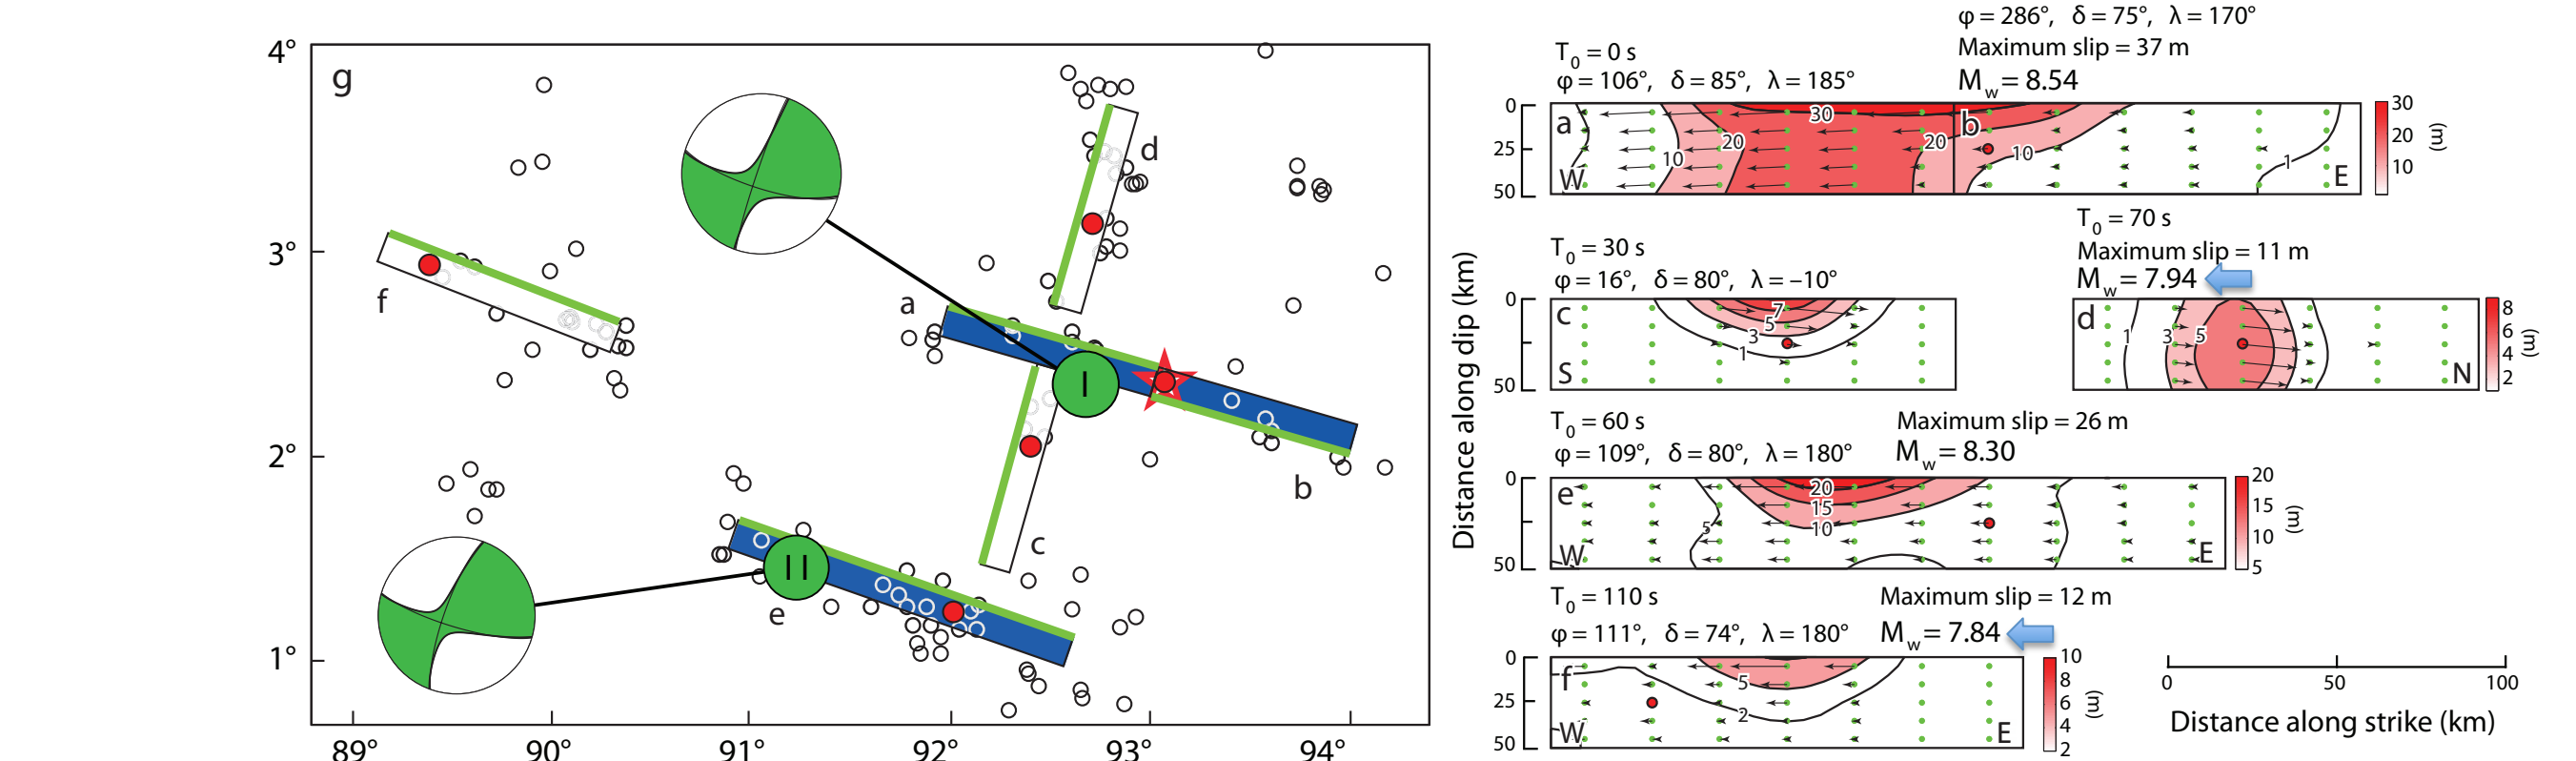 g
4°
3°
2°
1°
89°
90°
91°
92°
93°
94°
a
b
c
d
e
f
I
II
φ = 286°, δ = 75°, λ = 170°
T0 = 0 s
Maximum slip = 37 m
φ = 106°, δ = 85°, λ = 185°
Mw = 8.54
0
25
50
a
W
b
E
10
20
30
20
10
1
30
20
10
(m)
T0 = 30 s
φ = 16°, δ = 80°, λ = –10°
0
50
c
S
7
5
3
1
T0 = 70 s
Maximum slip = 11 m
Mw = 7.94
d
N
1
3
5
8
6
4
2
(m)
T0 = 60 s
Maximum slip = 26 m
φ = 109°, δ = 80°, λ = 180°
Mw = 8.30
0
50
e
W
E
5
20
15
10
20
15
10
5
(m)
T0 = 110 s
Maximum slip = 12 m
φ = 111°, δ = 74°, λ = 180°
Mw = 7.84
0
25
50
f
W
E
5
2
10
8
6
4
2
(m)
Distance along dip (km)
0
50
100
Distance along strike (km)